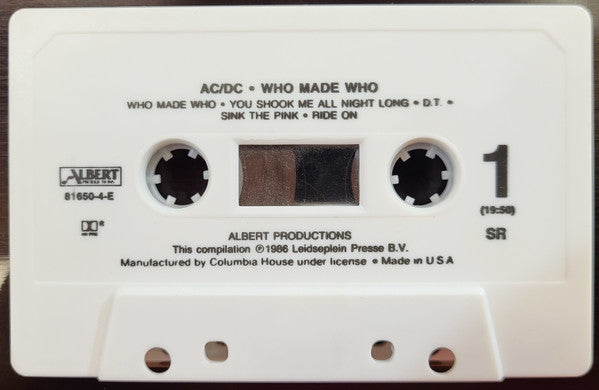 AC/DC • WHO MADE WHO
WHO MADE WHO • YOU SHOOK ME ALL NIGHT LONG • D.T. •
SINK THE PINK • RIDE ON
ALBERT
81650-4-E
1
(19:56)
SR
ALBERT PRODUCTIONS
This compilation ℗1986 Leidseplein Presse B.V.
Manufactured by Columbia House under license • Made in U S A